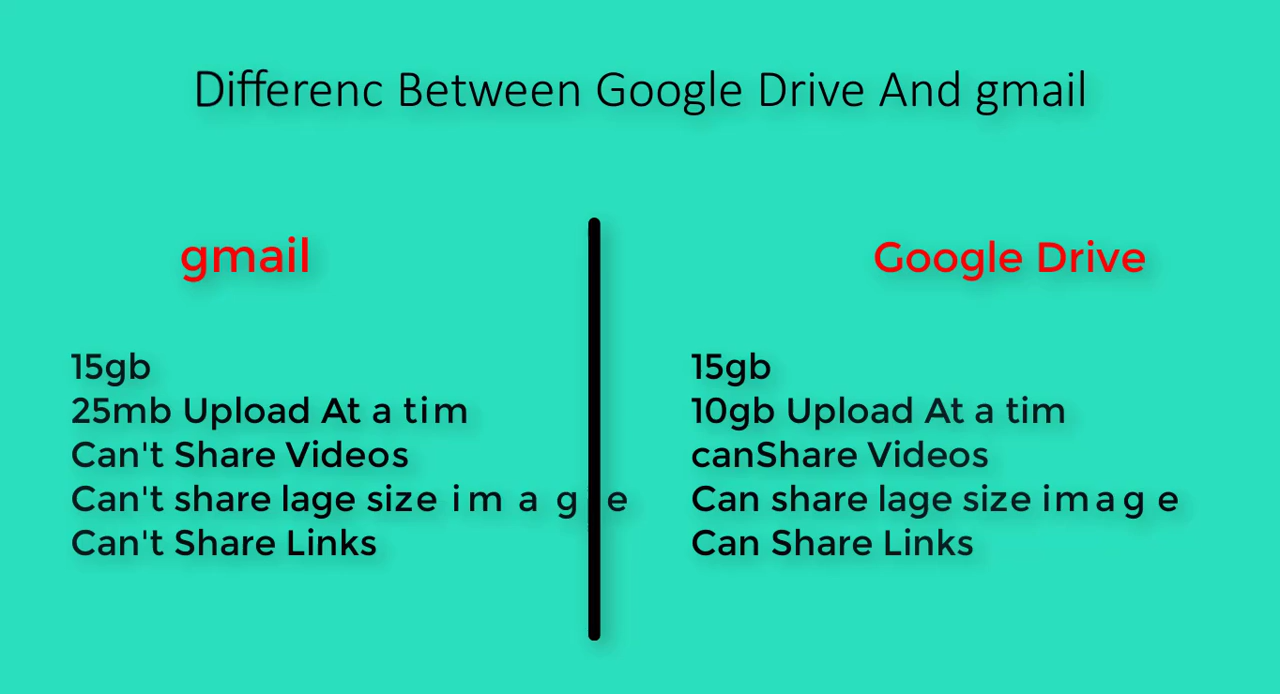 Differenc Between Google Drive And gmail
gmail
15gb
25mb Upload At a tim
Can't Share Videos
Can't share lage size image
Can't Share Links
Google Drive
15gb
10gb Upload At a tim
canShare Videos
Can share lage size image
Can Share Links